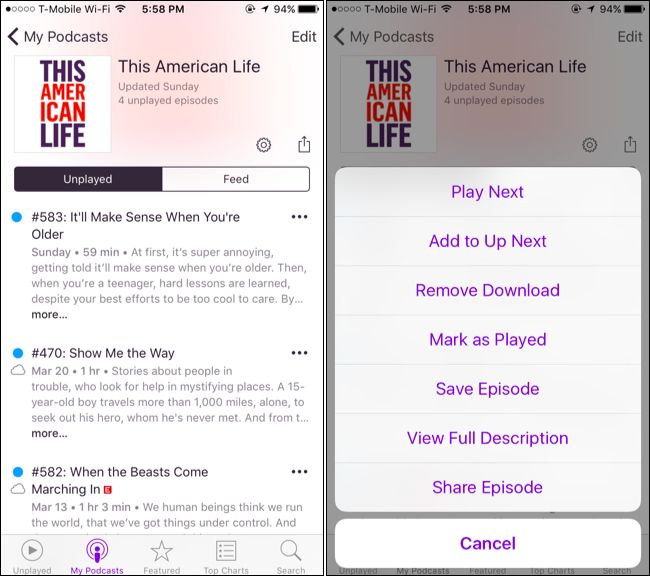 T-Mobile Wi-Fi 5:58 PM 94%
My Podcasts Edit
THIS
AMER
ICAN
LIFE
This American Life
Updated Sunday
4 unplayed episodes
Unplayed Feed
#583: It'll Make Sense When You're
Older
Sunday • 59 min • At first, it's super annoying,
getting told it'll make sense when you're older. Then,
when you're a teenager, hard lessons are learned,
despite your best efforts to be too cool to care. By...
more...
#470: Show Me the Way
Mar 20 • 1 hr • Stories about people in
trouble, who look for help in mystifying places. A 15-
year-old boy travels more than 1,000 miles, alone, to
seek out his hero, whom he's never met. And from t...
more...
#582: When the Beasts Come
Marching In E
Mar 13 • 1 hr 3 min • We human beings think we run
the world, that we've got things under control. And
Unplayed My Podcasts Featured Top Charts Search
T-Mobile Wi-Fi 5:58 PM 94%
My Podcasts Edit
THIS
AMER
ICAN
LIFE
This American Life
Updated Sunday
4 unplayed episodes
Play Next
Add to Up Next
Remove Download
Mark as Played
Save Episode
View Full Description
Share Episode
Cancel
Unplayed My Podcasts Featured Top Charts Search